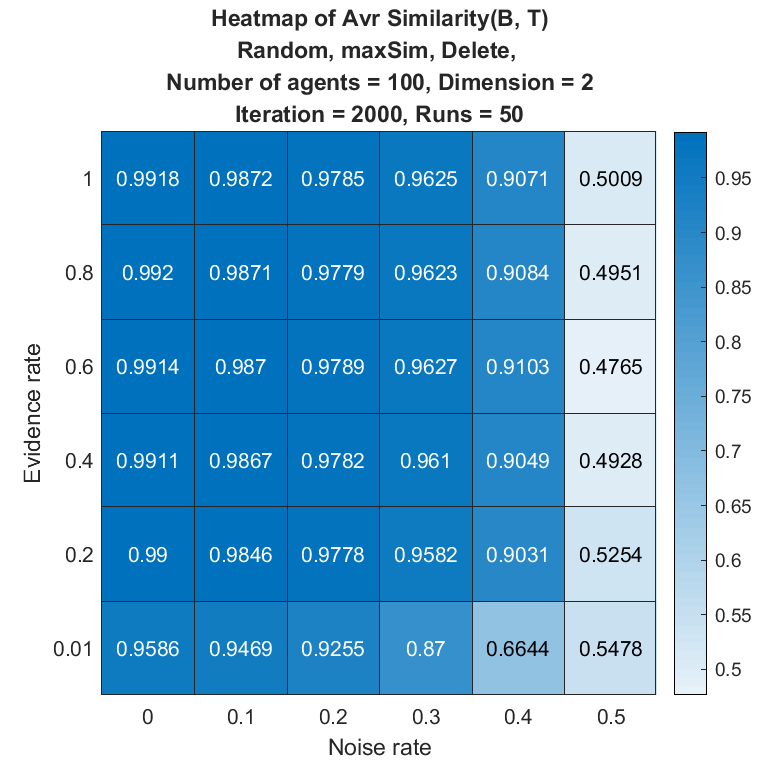 Heatmap of Avr Similarity(B, T)
Random, maxSim, Delete,
Number of agents = 100, Dimension = 2
Iteration = 2000, Runs = 50
1 0.9918 0.9872 0.9785 0.9625 0.9071 0.5009
0.8 0.992 0.9871 0.9779 0.9623 0.9084 0.4951
0.6 0.9914 0.987 0.9789 0.9627 0.9103 0.4765
0.4 0.9911 0.9867 0.9782 0.961 0.9049 0.4928
0.2 0.99 0.9846 0.9778 0.9582 0.9031 0.5254
0.01 0.9586 0.9469 0.9255 0.87 0.6644 0.5478
0 0.1 0.2 0.3 0.4 0.5
Noise rate
Evidence rate
0.95
0.9
0.85
0.8
0.75
0.7
0.65
0.6
0.55
0.5